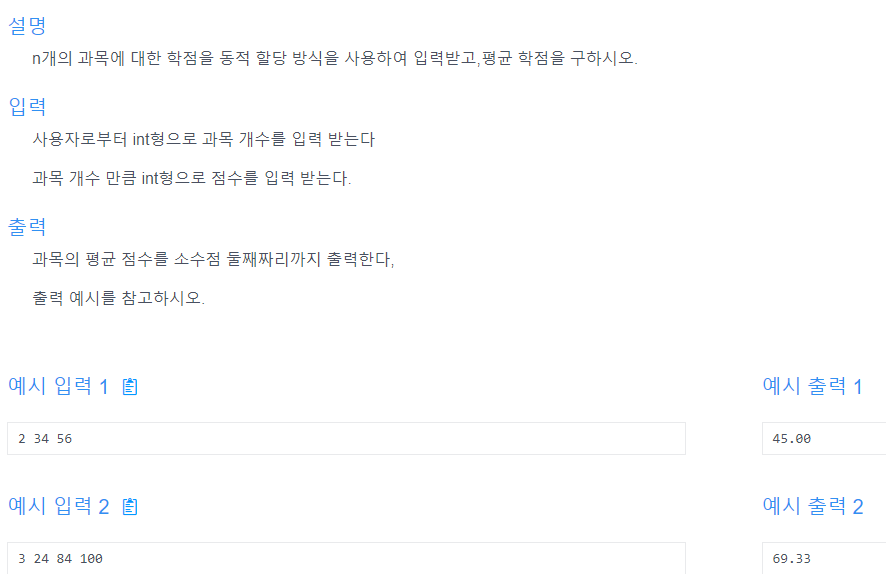 설명
n개의 과목에 대한 학점을 동적 할당 방식을 사용하여 입력받고,평균 학점을 구하시오.
입력
사용자로부터 int형으로 과목 개수를 입력 받는다
과목 개수 만큼 int형으로 점수를 입력 받는다.
출력
과목의 평균 점수를 소수점 둘째짜리까지 출력한다,
출력 예시를 참고하시오.
예시 입력 1
예시 출력 1
2 34 56
45.00
예시 입력 2
예시 출력 2
3 24 84 100
69.33